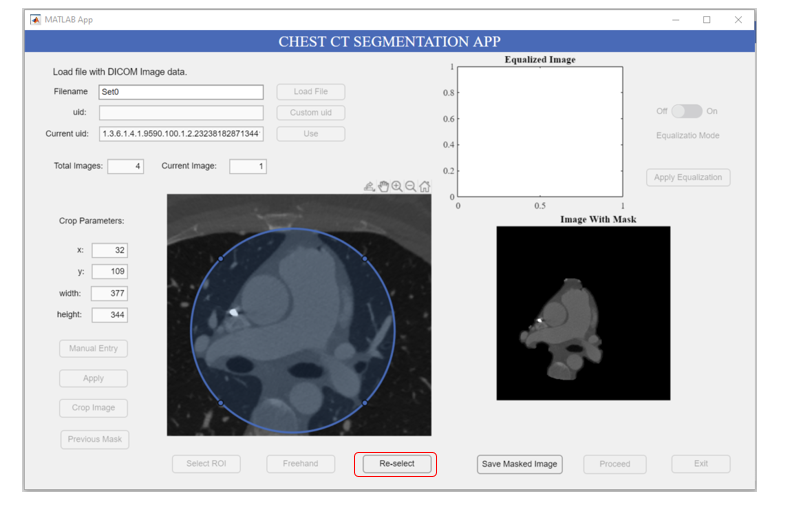 MATLAB App
CHEST CT SEGMENTATION APP
Load file with DICOM Image data.
Filename Set0 Load File
uid: Custom uid
Current uid: 1.3.6.1.4.1.9590.100.1.2.23238182871344 Use
Total Images: 4 Current Image: 1
Equalized Image
1
0.8
0.6
0.4
0.2
0
0 0.5 1
Off On
Equalizatio Mode
Apply Equalization
Crop Parameters:
x: 32
y: 109
width: 377
height: 344
Manual Entry
Apply
Crop Image
Previous Mask
Image With Mask
Select ROI Freehand Re-select Save Masked Image Proceed Exit